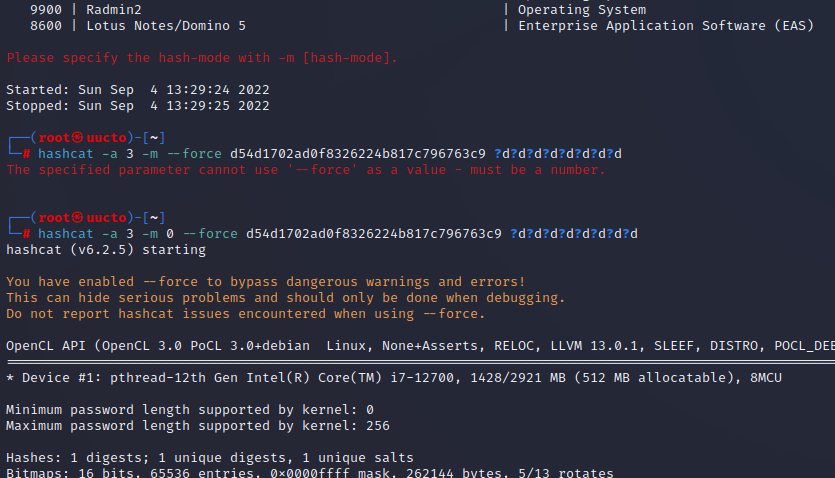 9900 | Radmin2 | Operating System
8600 | Lotus Notes/Domino 5 | Enterprise Application Software (EAS)
Please specify the hash-mode with -m [hash-mode].
Started: Sun Sep  4 13:29:24 2022
Stopped: Sun Sep  4 13:29:25 2022
┌──(root㉿uucto)-[~]
└─# hashcat -a 3 -m --force d54d1702ad0f8326224b817c796763c9 ?d?d?d?d?d?d?d?d
The specified parameter cannot use '--force' as a value - must be a number.
┌──(root㉿uucto)-[~]
└─# hashcat -a 3 -m 0 --force d54d1702ad0f8326224b817c796763c9 ?d?d?d?d?d?d?d?d
hashcat (v6.2.5) starting
You have enabled --force to bypass dangerous warnings and errors!
This can hide serious problems and should only be done when debugging.
Do not report hashcat issues encountered when using --force.
OpenCL API (OpenCL 3.0 PoCL 3.0+debian  Linux, None+Asserts, RELOC, LLVM 13.0.1, SLEEF, DISTRO, POCL_DEB
* Device #1: pthread-12th Gen Intel(R) Core(TM) i7-12700, 1428/2921 MB (512 MB allocatable), 8MCU
Minimum password length supported by kernel: 0
Maximum password length supported by kernel: 256
Hashes: 1 digests; 1 unique digests, 1 unique salts
Bitmaps: 16 bits, 65536 entries, 0x0000ffff mask, 262144 bytes, 5/13 rotates